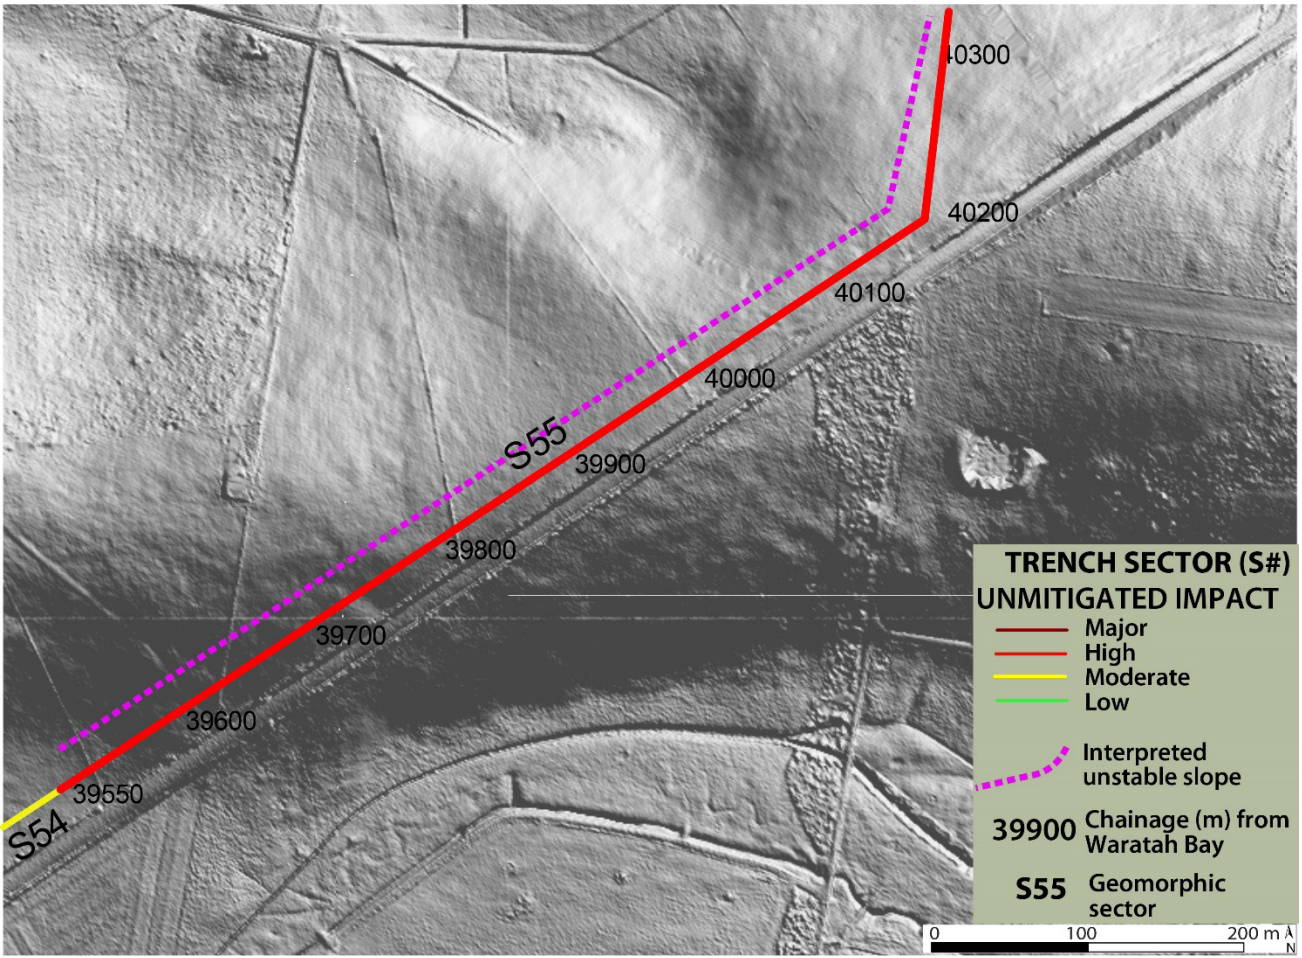 40300
40200
40100
40000
S55
39900
39800
39700
39600
39550
S54
TRENCH SECTOR (S#)
UNMITIGATED IMPACT
Major
High
Moderate
Low
Interpreted
unstable slope
39900 Chainage (m) from
Waratah Bay
S55 Geomorphic
sector
0 100 200 m
N